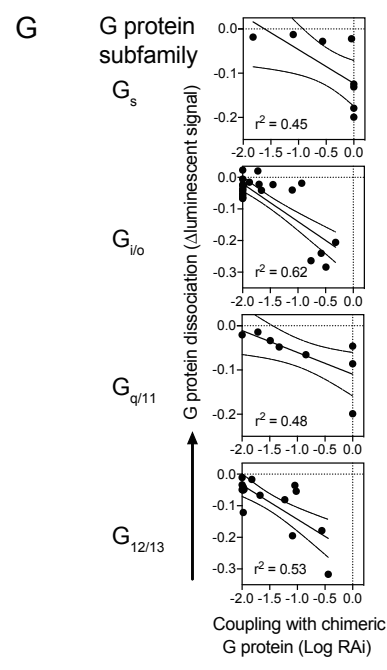 G
G protein
subfamily
Gs
Gi/o
Gq/11
G12/13
G protein dissociation (Δluminescent signal)
0.0
-0.1
-0.2
r² = 0.45
-2.0 -1.5 -1.0 -0.5 0.0
0.0
-0.1
-0.2
-0.3
r² = 0.62
-2.0 -1.5 -1.0 -0.5 0.0
0.0
-0.1
-0.2
r² = 0.48
-2.0 -1.5 -1.0 -0.5 0.0
0.0
-0.1
-0.2
-0.3
r² = 0.53
-2.0 -1.5 -1.0 -0.5 0.0
Coupling with chimeric
G protein (Log RAi)